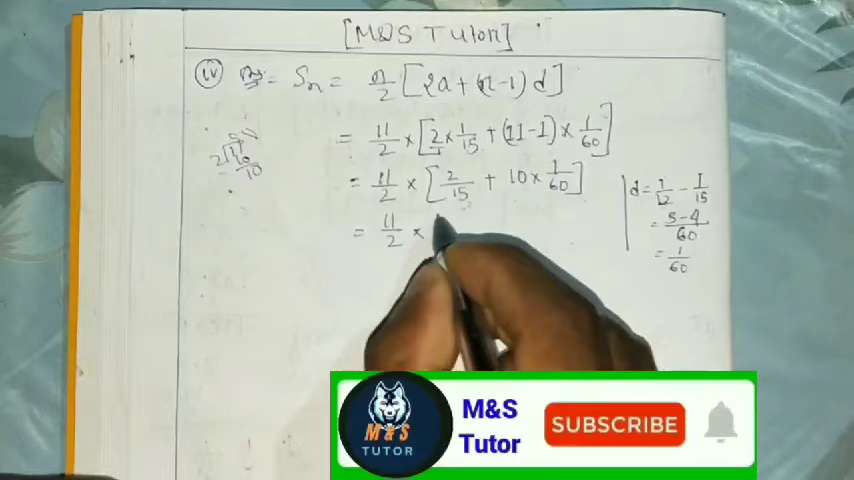 [M&S Tutor]
(iv) Ans = Sn = n/2 [2a + (n-1) d]
= 11/2 × [2 × 1/15 + (11-1) × 1/60]
= 11/2 × [2/15 + 10 × 1/60]
= 11/2 ×
d = 1/12 - 1/15
= 5-4/60
= 1/60
M&S
Tutor
SUBSCRIBE
M&S
TUTOR